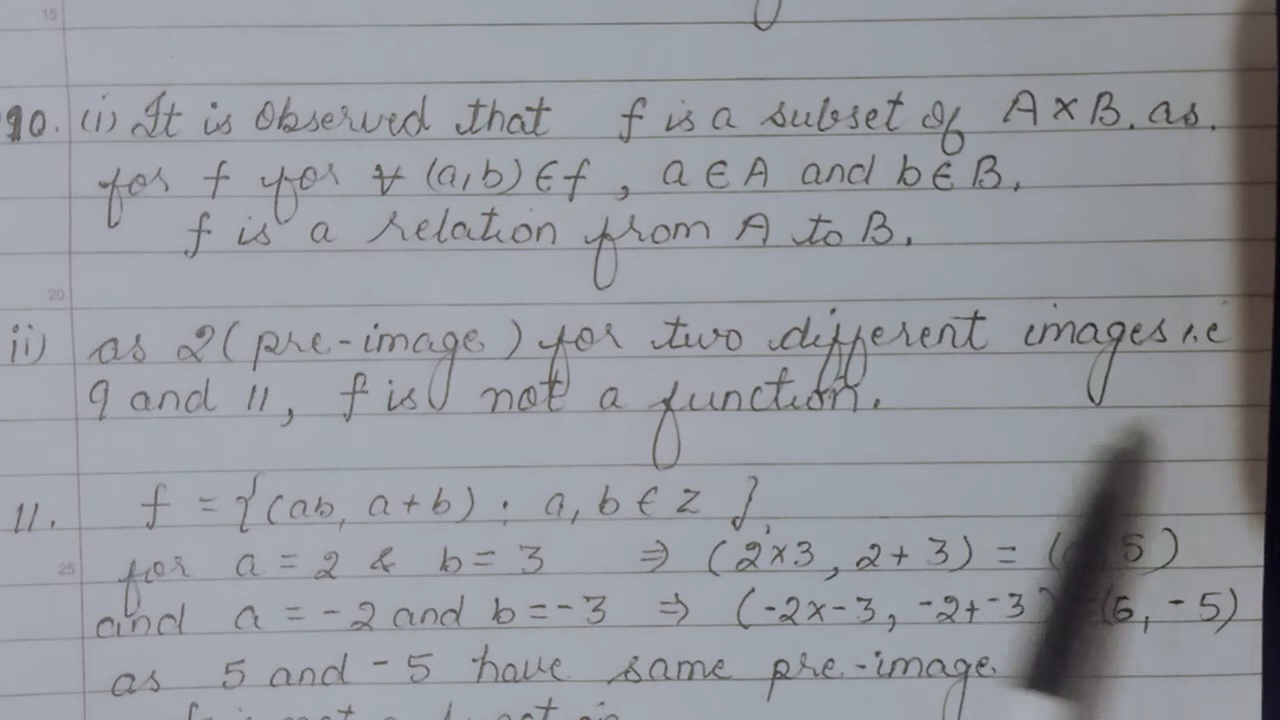 15
10. (i) It is observed that f is a subset of A×B. as.
for f for ∀ (a,b) ∈ f, a ∈ A and b ∈ B.
f is a relation from A to B.
20
ii) as 2 (pre-image) for two different images i.e
9 and 11, f is not a function.
11. f = {(ab, a+b) : a, b ∈ z },
for a = 2 & b = 3 ⇒ (2×3, 2+3) = ( 5)
25
and a = -2 and b = -3 ⇒ (-2×-3, -2+-3) (6, -5)
as 5 and -5 have same pre-image.